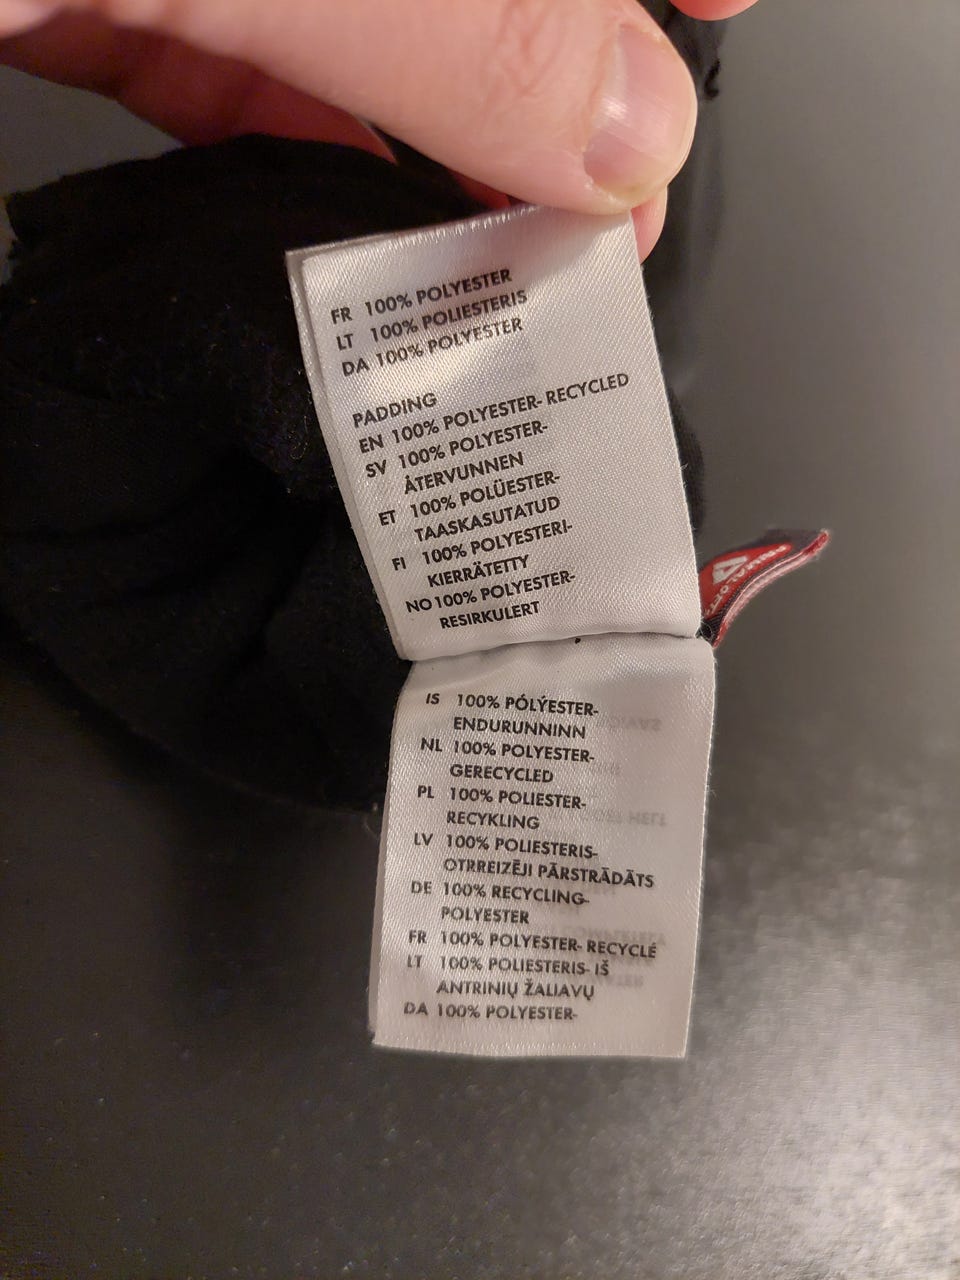 FR 100% POLYESTER
LT 100% POLIESTERIS
DA 100% POLYESTER
PADDING
EN 100% POLYESTER- RECYCLED
SV 100% POLYESTER-
ÅTERVUNNEN
ET 100% POLÜESTER-
TAASKASUTATUD
FI 100% POLYESTERI-
KIERRÄTETTY
NO 100% POLYESTER-
RESIRKULERT
IS 100% PÓLÝESTER-
ENDURUNNINN
NL 100% POLYESTER-
GERECYCLED
PL 100% POLIESTER-
RECYKLING
LV 100% POLIESTERIS-
OTRREIZĒJI PĀRSTRĀDĀTS
DE 100% RECYCLING-
POLYESTER
FR 100% POLYESTER- RECYCLÉ
LT 100% POLIESTERIS- IŠ
ANTRINIŲ ŽALIAVŲ
DA 100% POLYESTER-